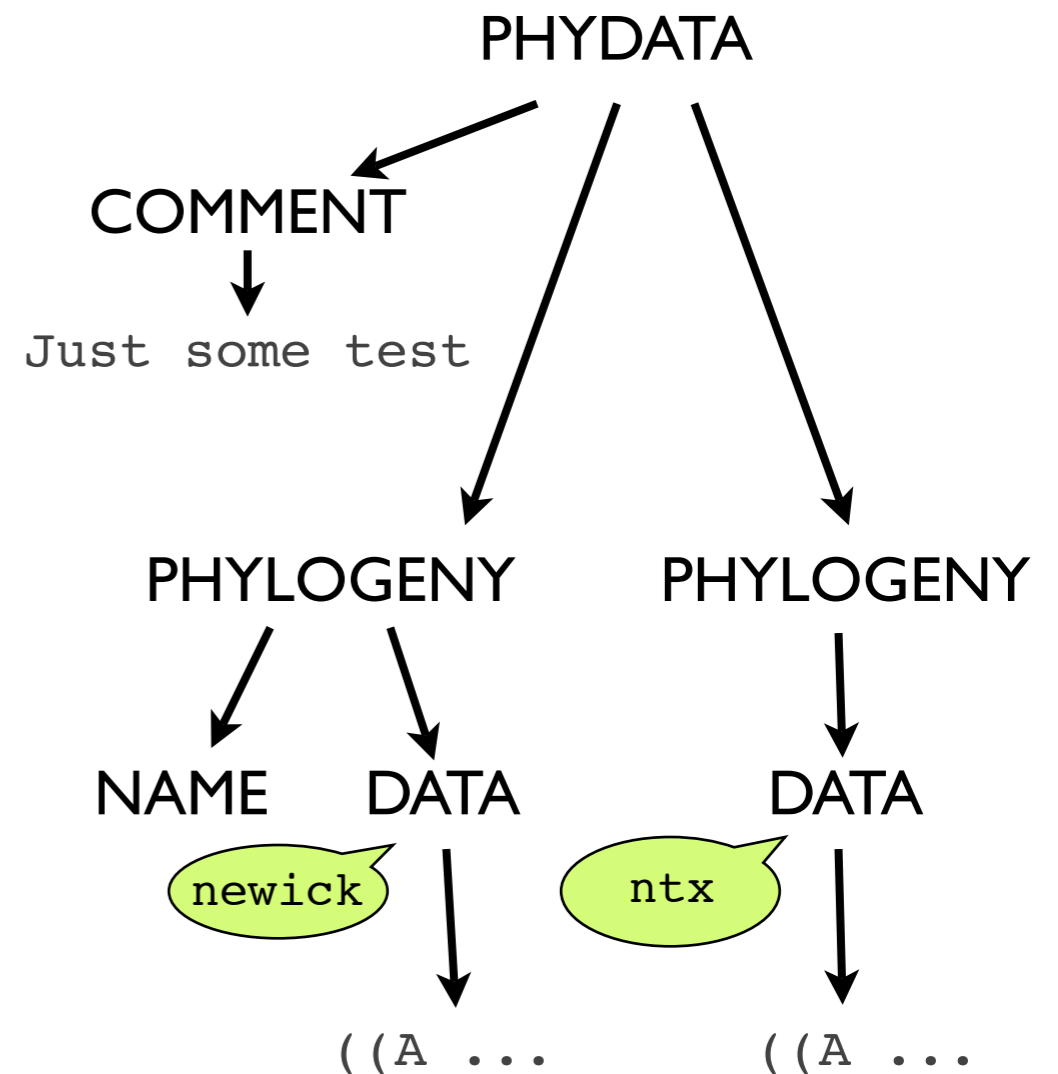 PHYDATA
COMMENT
Just some test
PHYLOGENY PHYLOGENY
NAME DATA DATA
newick ntx
((A ... ((A ...